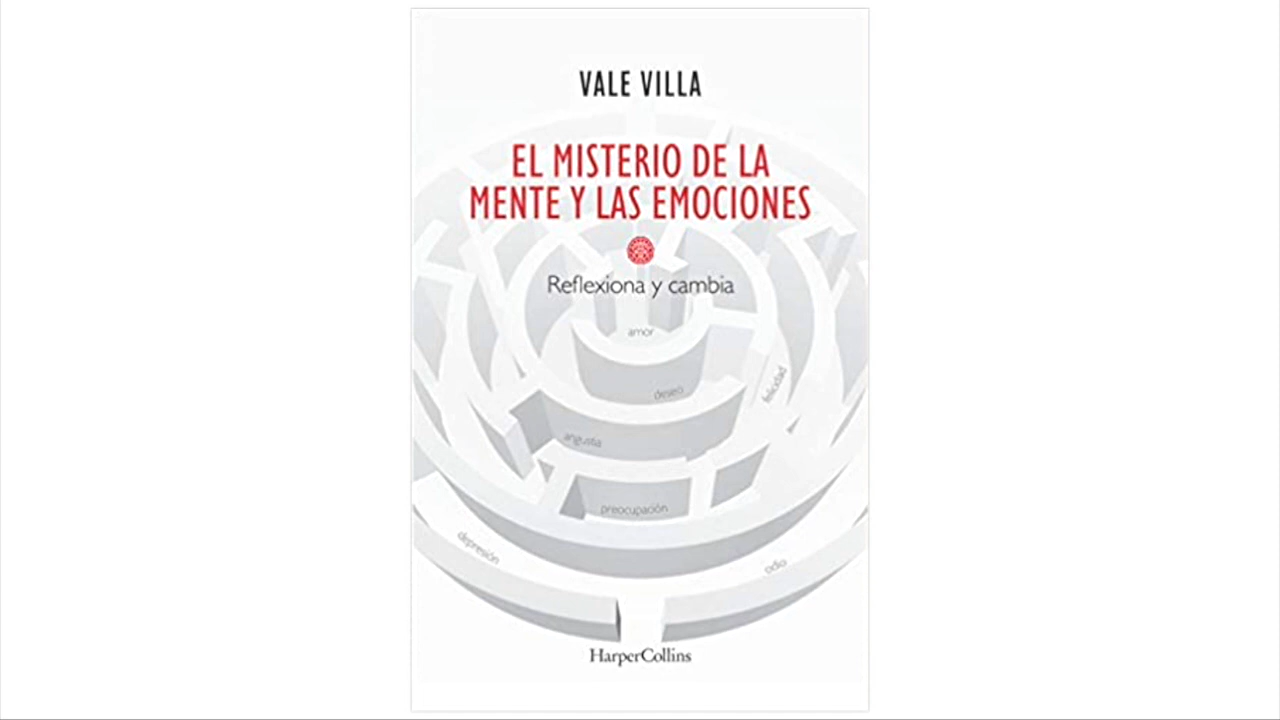 VALE VILLA
EL MISTERIO DE LA
MENTE Y LAS EMOCIONES
Reflexiona y cambia
amor
deseo
felicidad
angustia
preocupación
depresión
odio
HarperCollins